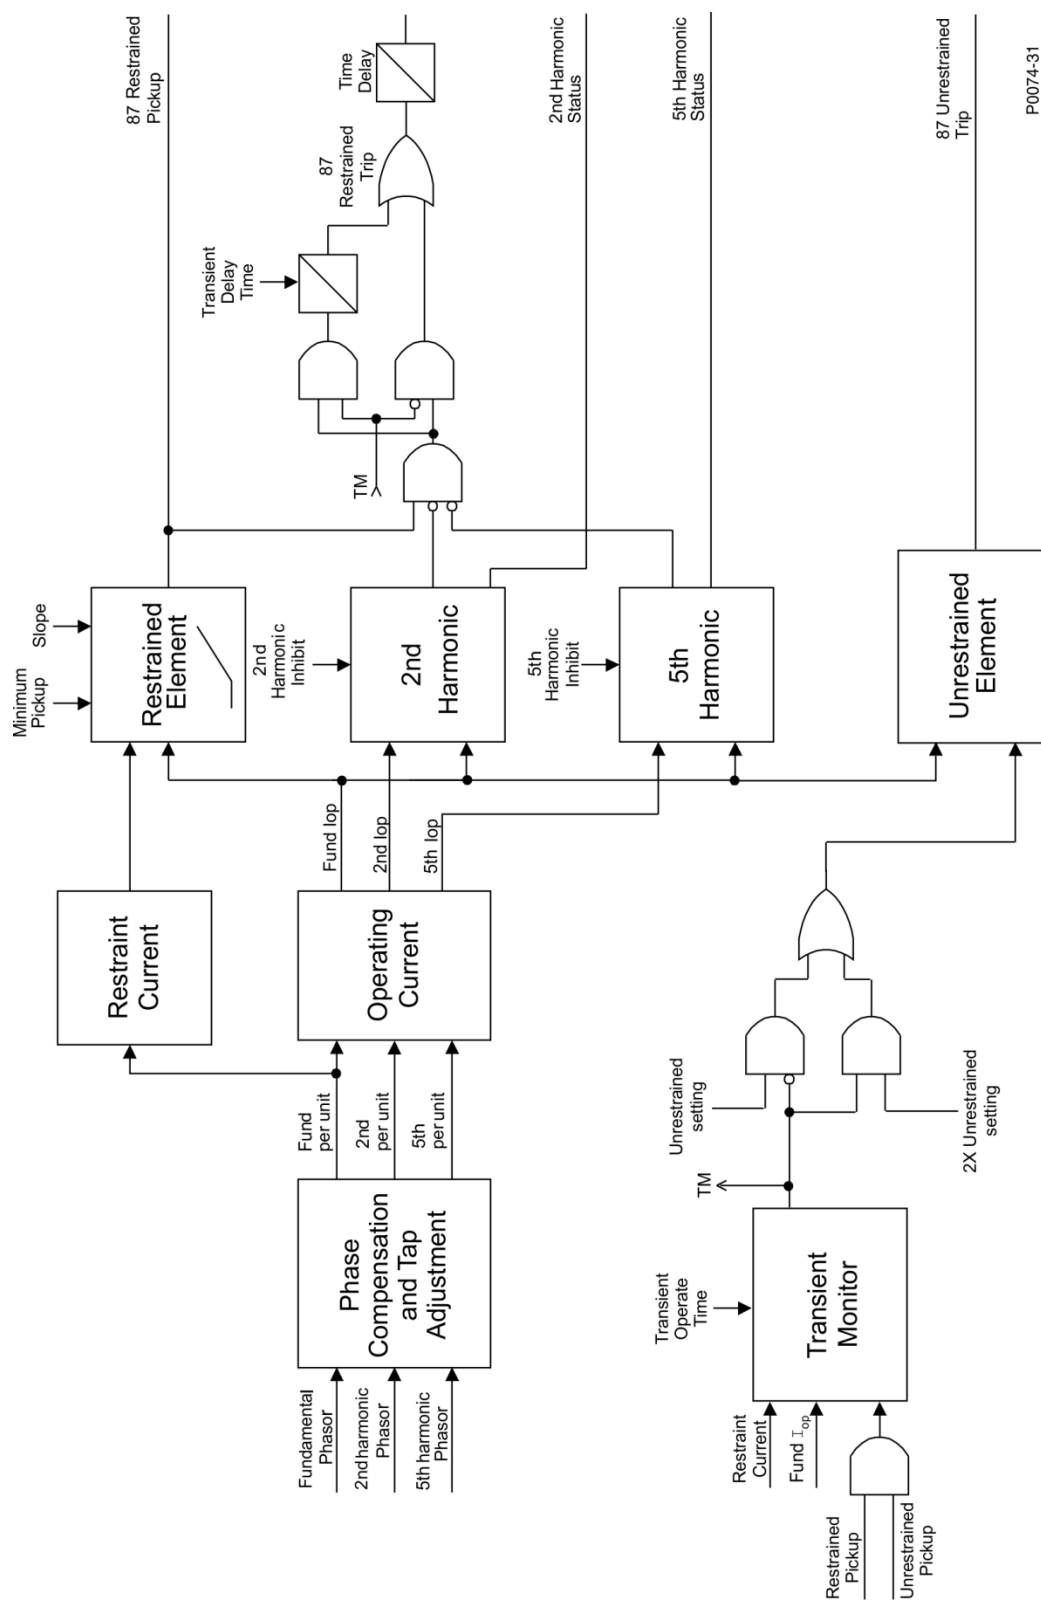 87 Restrained
Pickup
Time
Delay
87
Restrained
Trip
Transient
Delay
Time
2nd Harmonic
Status
5th Harmonic
Status
87 Unrestrained
Trip
P0074-31
TM
Minimum
Pickup
Slope
Restrained
Element
2nd
Harmonic
Inhibit
2nd
Harmonic
5th
Harmonic
Inhibit
5th
Harmonic
Unrestrained
Element
Restraint
Current
Fund Iop
2nd Iop
5th Iop
Operating
Current
Fund
per unit
2nd
per unit
5th
per unit
Phase
Compensation
and Tap
Adjustment
Fundamental
Phasor
2nd harmonic
Phasor
5th harmonic
Phasor
Unrestrained
setting
2X Unrestrained
setting
TM
Transient
Operate
Time
Transient
Monitor
Restraint
Current
Fund Iop
Restrained
Pickup
Unrestrained
Pickup